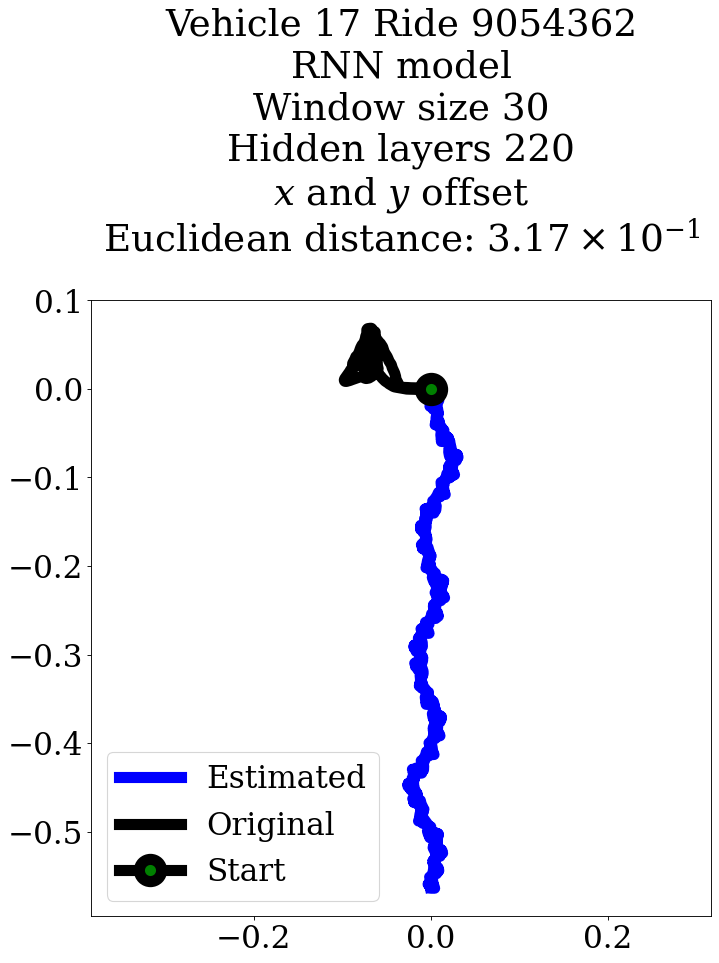 Vehicle 17 Ride 9054362
RNN model
Window size 30
Hidden layers 220
x and y offset
Euclidean distance: 3.17 × 10⁻¹
0.1
0.0
−0.1
−0.2
−0.3
−0.4
−0.5
Estimated
Original
Start
−0.2 0.0 0.2